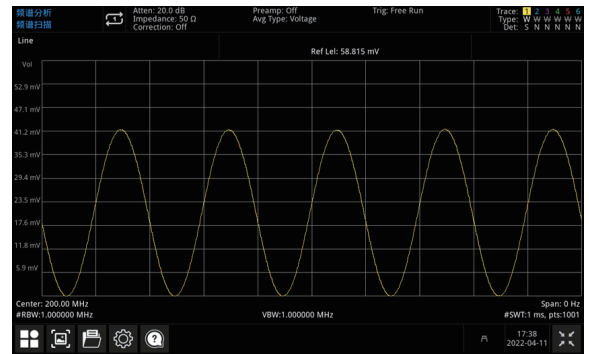 频谱分析
频谱扫描
Atten: 20.0 dB
Impedance: 50 Ω
Correction: Off
Preamp: Off
Avg Type: Voltage
Trig: Free Run
Trace: 1 2 3 4 5 6
Type: W W W W W W
Det: S N N N N N
Line
Ref Lel: 58.815 mV
Vol
52.9 mV
47.1 mV
41.2 mV
35.3 mV
29.4 mV
23.5 mV
17.6 mV
11.8 mV
5.9 mV
Center: 200.00 MHz
Span: 0 Hz
#RBW:1.000000 MHz
VBW:1.000000 MHz
#SWT:1 ms, pts:1001
17:38
2022-04-11